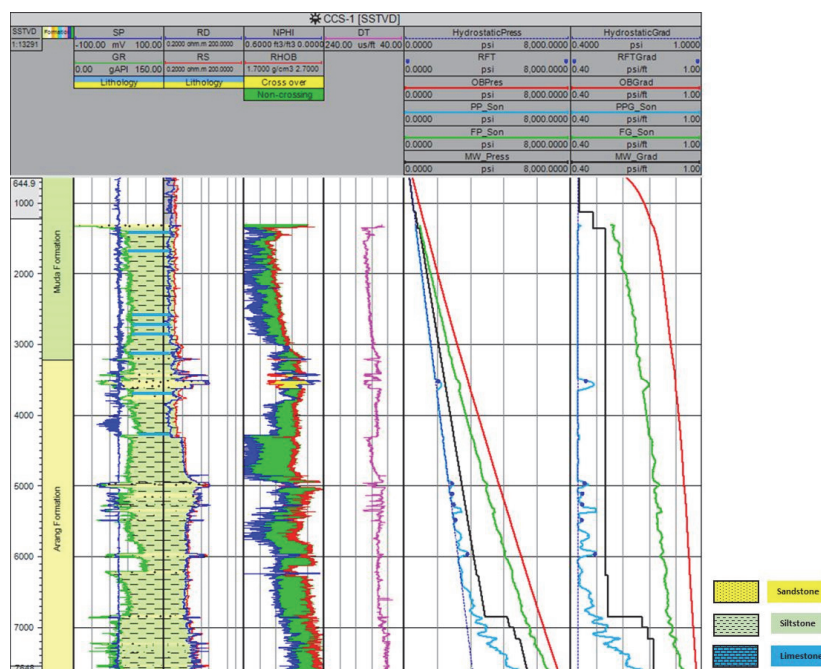 CCS-1 [SSTVD]
SSTVD Formation SP RD NPHI DT HydrostaticPress HydrostaticGrad
1:13291 -100.00 mV 100.00 0.2000 ohm.m 200.0000 0.6000 ft3/ft3 0.0000 240.00 us/ft 40.00 0.0000 psi 8,000.0000 0.4000 1.0000
GR RS RHOB RFT RFTGrad
0.00 gAPI 150.00 0.2000 ohm.m 200.0000 1.7000 g/cm3 2.7000 0.0000 psi 8,000.0000 0.40 psi/ft 1.00
Lithology Lithology Cross over OBPres OBGrad
Non-crossing 0.0000 psi 8,000.0000 0.40 psi/ft 1.00
PP_Son PPG_Son
0.0000 psi 8,000.0000 0.40 psi/ft 1.00
FP_Son FG_Son
0.0000 psi 8,000.0000 0.40 psi/ft 1.00
MW_Press MW_Grad
0.0000 psi 8,000.0000 0.40 psi/ft 1.00
644.9
1000
Muda Formation
2000
3000
4000
5000
Arang Formation
6000
7000
Sandstone
Siltstone
Limestone